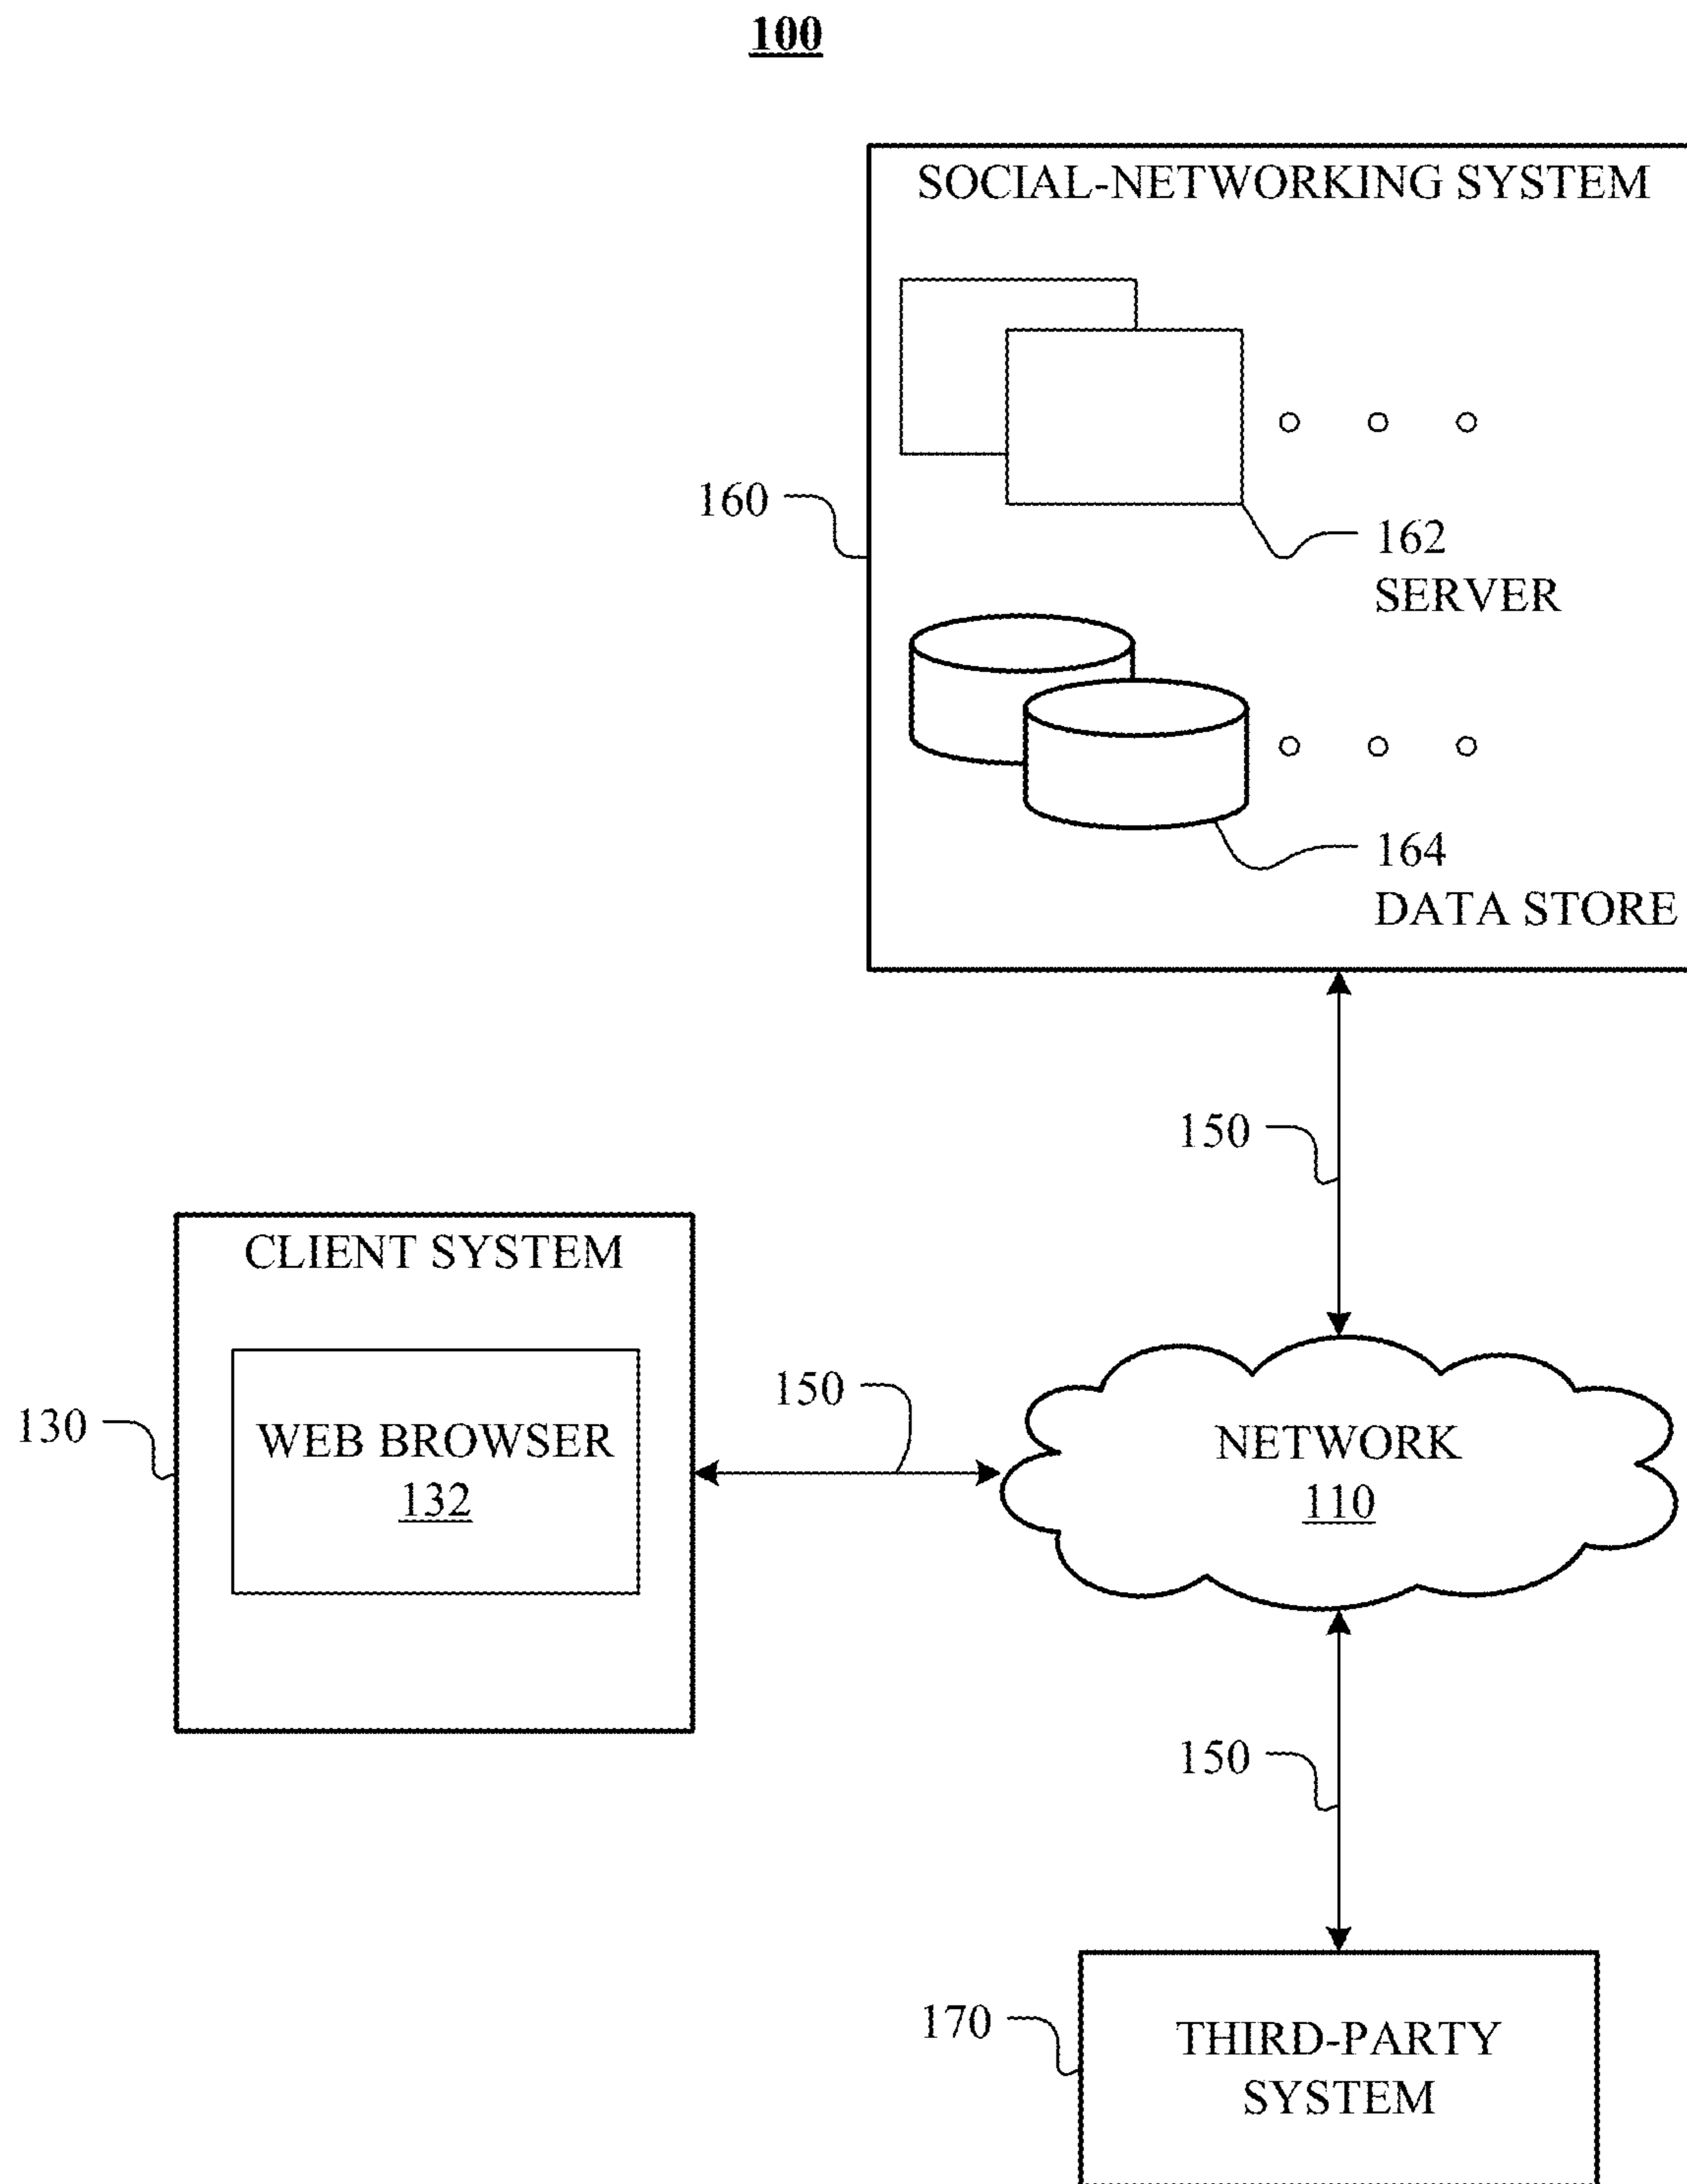 100
SOCIAL-NETWORKING SYSTEM
160
162
SERVER
164
DATA STORE
150
CLIENT SYSTEM
130
WEB BROWSER
132
150
NETWORK
110
150
170
THIRD-PARTY
SYSTEM